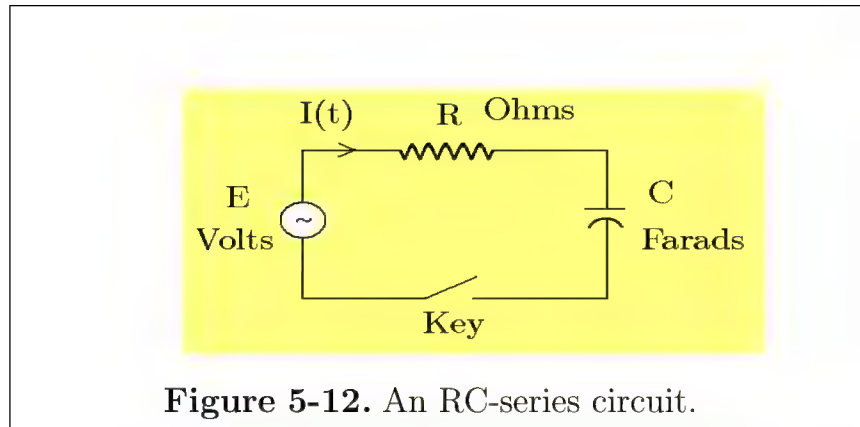 I(t) R Ohms
E
Volts
~
C
Farads
Key
Figure 5-12. An RC-series circuit.